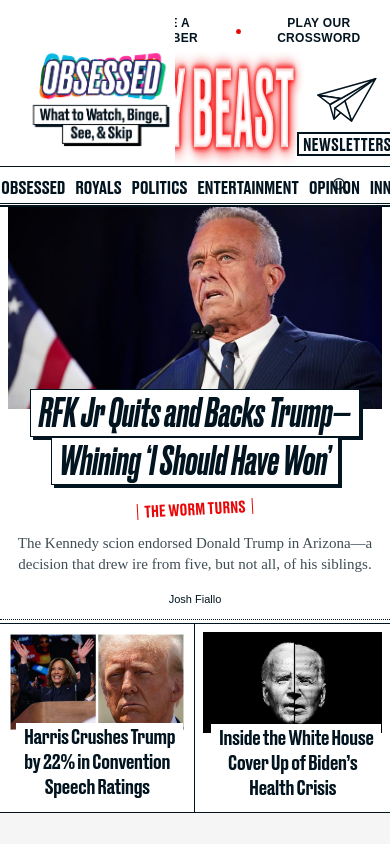 E A
BER
PLAY OUR
CROSSWORD
OBSESSED
What to Watch, Binge,
See, & Skip
Y BEAST
NEWSLETTERS
OBSESSED ROYALS POLITICS ENTERTAINMENT OPINION INN
RFK Jr Quits and Backs Trump—
Whining ‘I Should Have Won’
THE WORM TURNS
The Kennedy scion endorsed Donald Trump in Arizona—a
decision that drew ire from five, but not all, of his siblings.
Josh Fiallo
Harris Crushes Trump
by 22% in Convention
Speech Ratings
Inside the White House
Cover Up of Biden’s
Health Crisis